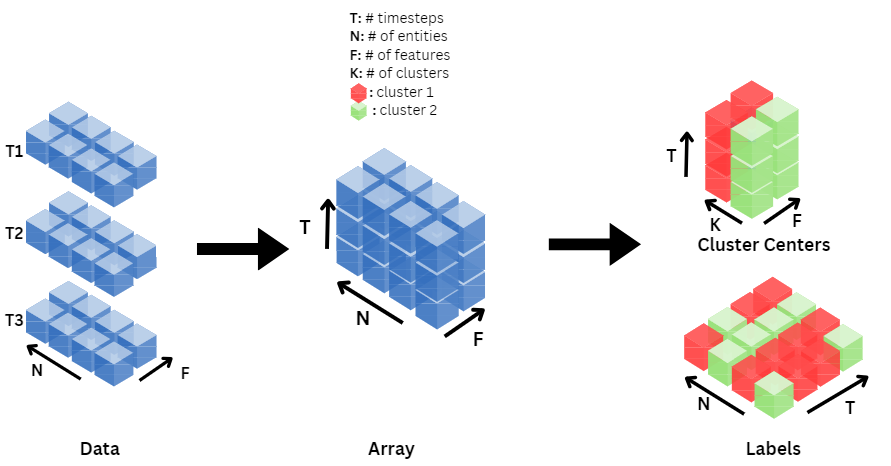 T: # timesteps
N: # of entities
F: # of features
K: # of clusters
: cluster 1
: cluster 2
T1
T2
T3
N
F
Data
T
N
F
Array
T
K
F
Cluster Centers
N
T
Labels